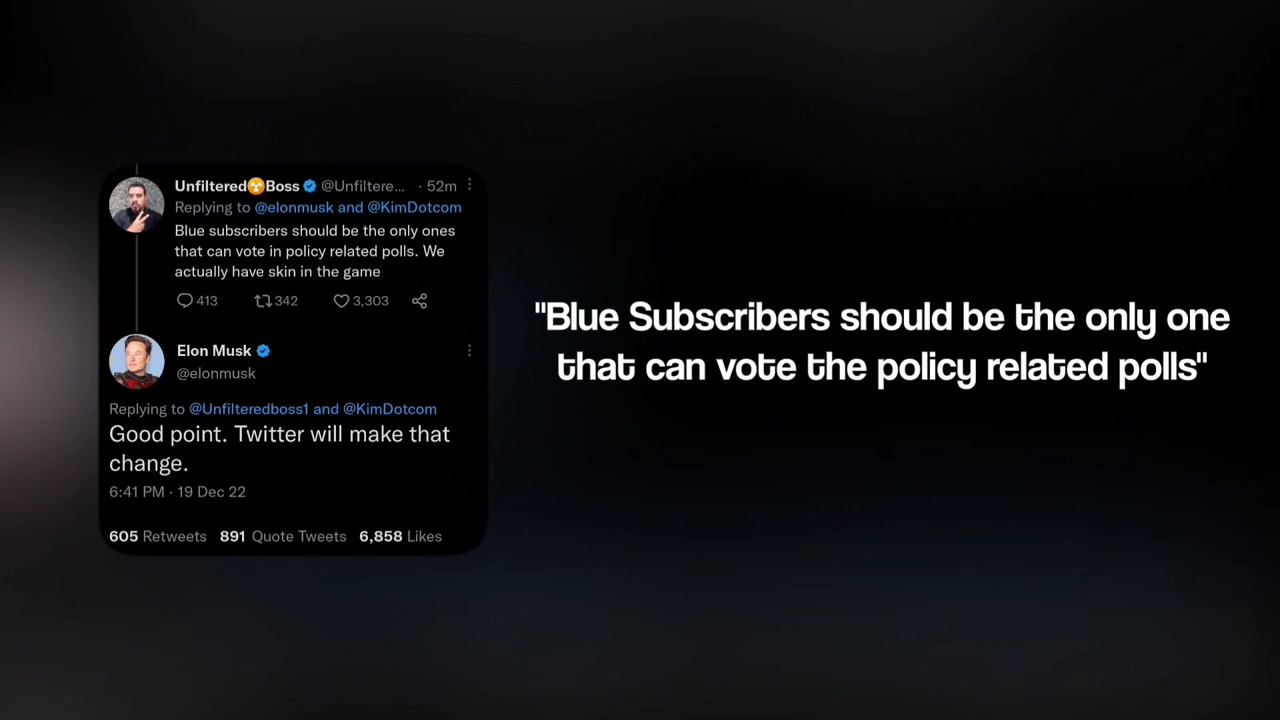 Unfiltered☢️Boss @Unfiltere... · 52m
Replying to @elonmusk and @KimDotcom
Blue subscribers should be the only ones
that can vote in policy related polls. We
actually have skin in the game
413 342 3,303
Elon Musk
@elonmusk
Replying to @Unfilteredboss1 and @KimDotcom
Good point. Twitter will make that
change.
6:41 PM · 19 Dec 22
605 Retweets 891 Quote Tweets 6,858 Likes
"Blue Subscribers should be the only one
that can vote the policy related polls"